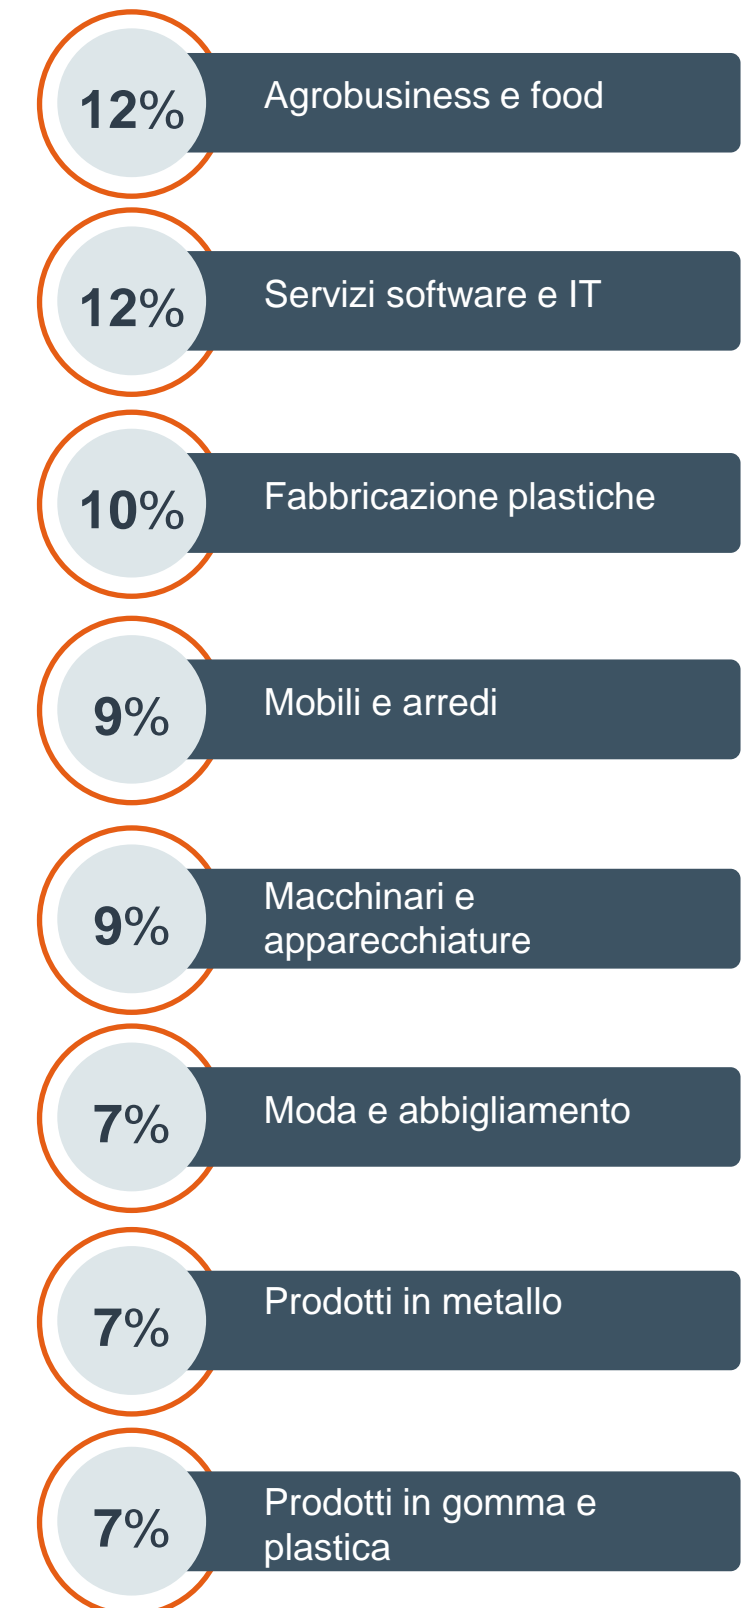 12%
Agrobusiness e food
12%
Servizi software e IT
10%
Fabbricazione plastiche
9%
Mobili e arredi
9%
Macchinari e
apparecchiature
7%
Moda e abbigliamento
7%
Prodotti in metallo
7%
Prodotti in gomma e
plastica